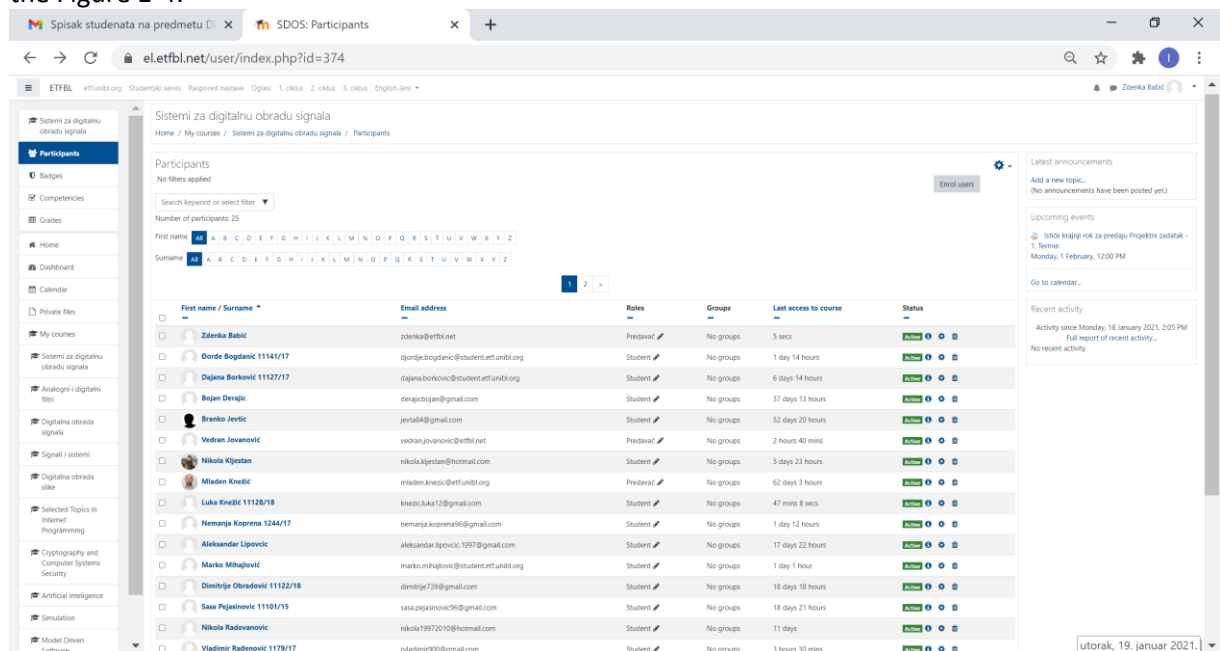 the Figure 2-4.
Spisak studenata na predmetu D
SDOS: Participants
el.etfbl.net/user/index.php?id=374
ETFBL etf.unibl.org Studentski servis Raspored nastave Oglasi 1. ciklus 2. ciklus 3. ciklus English (en)
Zdenka Babić
Sistemi za digitalnu
obradu signala
Participants
Badges
Competencies
Grades
Home
Dashboard
Calendar
Private files
My courses
Sistemi za digitalnu
obradu signala
Analogni i digitalni
filtri
Digitalna obrada
signala
Signali i sistemi
Digitalna obrada
slike
Selected Topics in
Internet
Programming
Cryptography and
Computer Systems
Security
Artificial inteligence
Simulation
Model Driven
Software
Sistemi za digitalnu obradu signala
Home / My courses / Sistemi za digitalnu obradu signala / Participants
Participants
No filters applied
Enrol users
Search keyword or select filter ▼
Number of participants: 25
First name All A B C D E F G H I J K L M N O P Q R S T U V W X Y Z
Surname All A B C D E F G H I J K L M N O P Q R S T U V W X Y Z
1 2 »
First name / Surname Email address Roles Groups Last access to course Status
Zdenka Babić zdenka@etfbl.net Predavač No groups 5 secs Active
Đorđe Bogdanić 11141/17 djordje.bogdanic@student.etf.unibl.org Student No groups 1 day 14 hours Active
Dajana Borković 11127/17 dajana.borkovic@student.etf.unibl.org Student No groups 6 days 14 hours Active
Bojan Derajic derajicbojan@gmail.com Student No groups 37 days 13 hours Active
Branko Jevtic jevta84@gmail.com Student No groups 52 days 20 hours Active
Vedran Jovanović vedran.jovanovic@etfbl.net Predavač No groups 2 hours 40 mins Active
Nikola Kljestan nikola.kljestan@hotmail.com Student No groups 5 days 23 hours Active
Mladen Knežić mladen.knezic@etf.unibl.org Predavač No groups 62 days 3 hours Active
Luka Knežić 11128/18 knezic.luka12@gmail.com Student No groups 47 mins 8 secs Active
Nemanja Koprena 1244/17 nemanja.koprena96@gmail.com Student No groups 1 day 12 hours Active
Aleksandar Lipovcic aleksandar.lipovcic.1997@gmail.com Student No groups 17 days 22 hours Active
Marko Mihajlović marko.mihajlovic@student.etf.unibl.org Student No groups 1 day 1 hour Active
Dimitrije Obradović 11122/18 dimitrije739@gmail.com Student No groups 18 days 18 hours Active
Sasa Pejasinovic 11101/15 sasa.pejasinovic96@gmail.com Student No groups 18 days 21 hours Active
Nikola Radovanovic nikola19972010@hotmail.com Student No groups 11 days Active
Vladimir Radenović 1179/17 rvladimir900@gmail.com Student No groups 3 hours 30 mins Active
Latest announcements
Add a new topic...
(No announcements have been posted yet.)
Upcoming events
Ističe krajnji rok za predaju Projektni zadatak -
1. Termin
Monday, 1 February, 12:00 PM
Go to calendar...
Recent activity
Activity since Monday, 18 January 2021, 2:05 PM
Full report of recent activity...
No recent activity
utorak, 19. januar 2021.